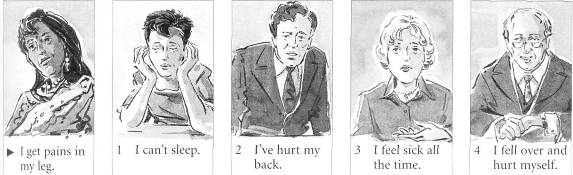 ► I get pains in
my leg.
1 I can't sleep.
2 I've hurt my
back.
3 I feel sick all
the time.
4 I fell over and
hurt myself.